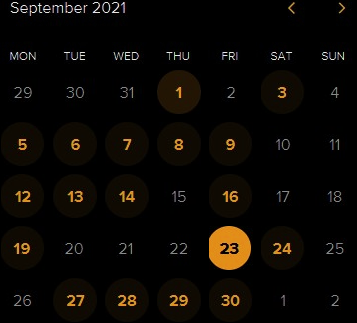 September 2021
MON TUE WED THU FRI SAT SUN
29 30 31 1 2 3 4
5 6 7 8 9 10 11
12 13 14 15 16 17 18
19 20 21 22 23 24 25
26 27 28 29 30 1 2